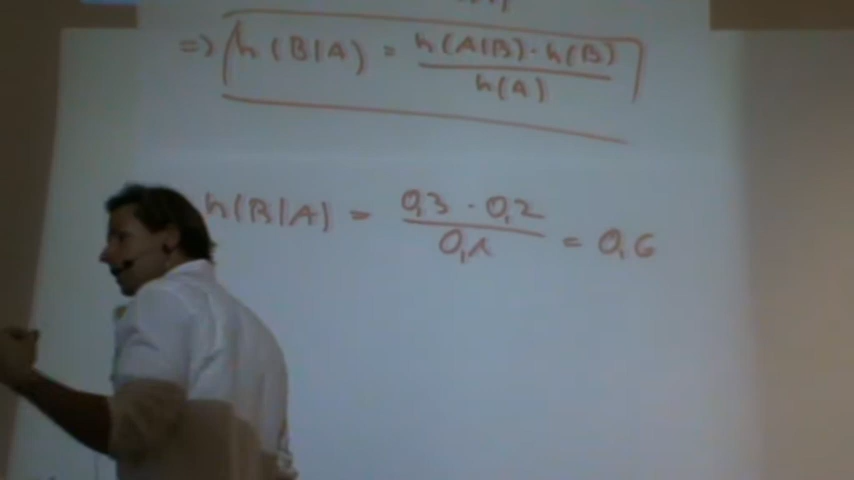 => h(B|A) = h(A|B) · h(B) / h(A)
h(B|A) = 0,3 · 0,2 / 0,1 = 0,6